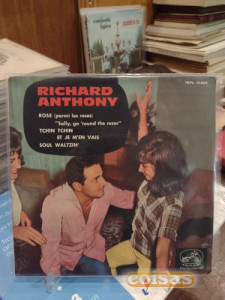 RICHARD
ANTHONY
ROSE (parmi les roses)
"Sally, go 'round the roses"
TCHIN TCHIN
ET JE M'EN VAIS
SOUL WALTZIN'
coisas